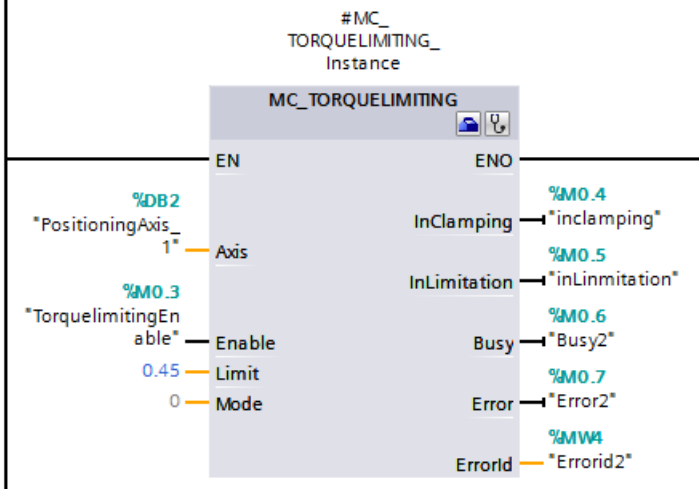 #MC_
TORQUELIMITING_
Instance
MC_TORQUELIMITING
EN
ENO
%DB2
"PositioningAxis_
1"
Axis
%M0.3
"TorquelimitingEn
able"
Enable
0.45
Limit
0
Mode
InClamping
%M0.4
"inclamping"
InLimitation
%M0.5
"inLinmitation"
Busy
%M0.6
"Busy2"
Error
%M0.7
"Error2"
ErrorId
%MW4
"Errorid2"